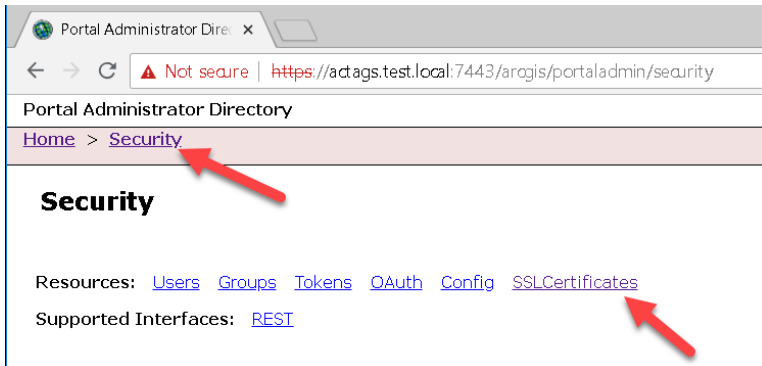 Portal Administrator Direc
Not secure | https://actags.test.local:7443/arcgis/portaladmin/security
Portal Administrator Directory
Home > Security
Security
Resources: Users Groups Tokens OAuth Config SSLCertificates
Supported Interfaces: REST